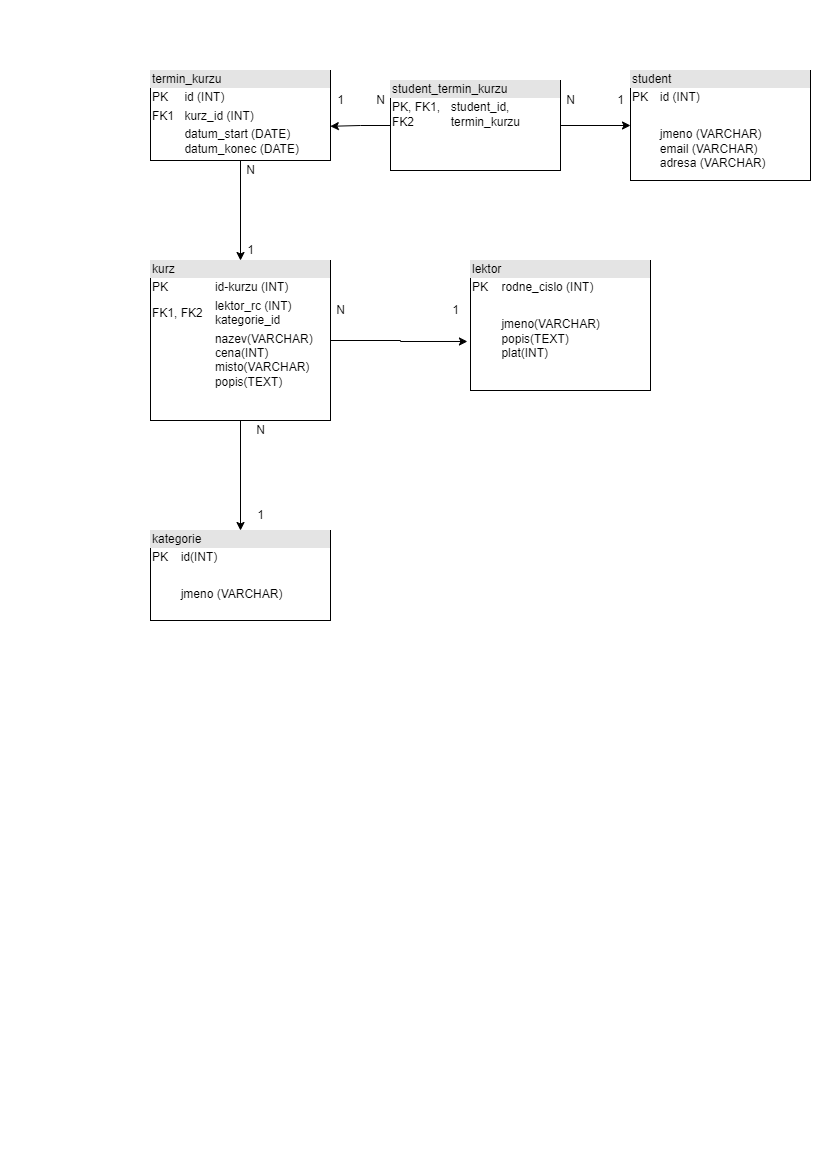 termin_kurzu
PK id (INT)
FK1 kurz_id (INT)
datum_start (DATE)
datum_konec (DATE)
1
N
student_termin_kurzu
PK, FK1, student_id,
FK2 termin_kurzu
N
1
student
PK id (INT)
jmeno (VARCHAR)
email (VARCHAR)
adresa (VARCHAR)
N
1
kurz
PK id-kurzu (INT)
lektor_rc (INT)
FK1, FK2 kategorie_id
nazev(VARCHAR)
cena(INT)
misto(VARCHAR)
popis(TEXT)
N
1
lektor
PK rodne_cislo (INT)
jmeno(VARCHAR)
popis(TEXT)
plat(INT)
N
1
kategorie
PK id(INT)
jmeno (VARCHAR)